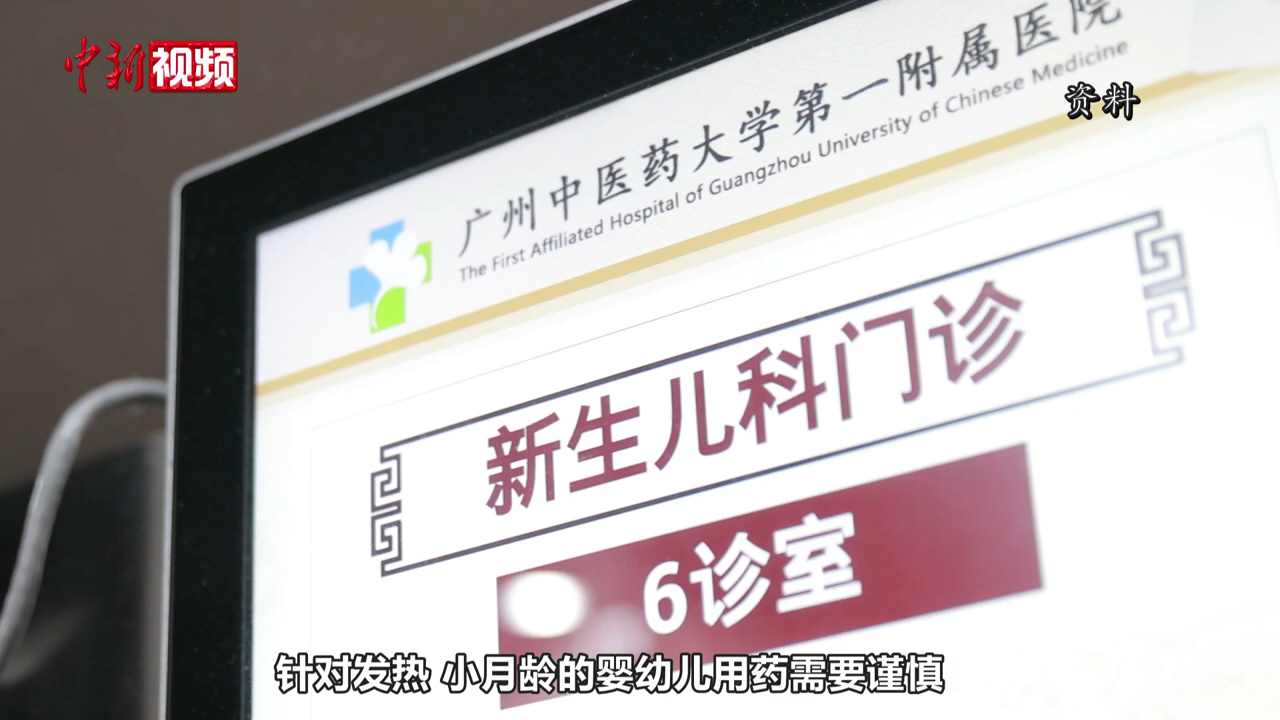 中新视频
资料
广州中医药大学第一附属医院
The First Affiliated Hospital of Guangzhou University of Chinese Medicine
新生儿科门诊
6诊室
针对发热 小月龄的婴幼儿用药需要谨慎